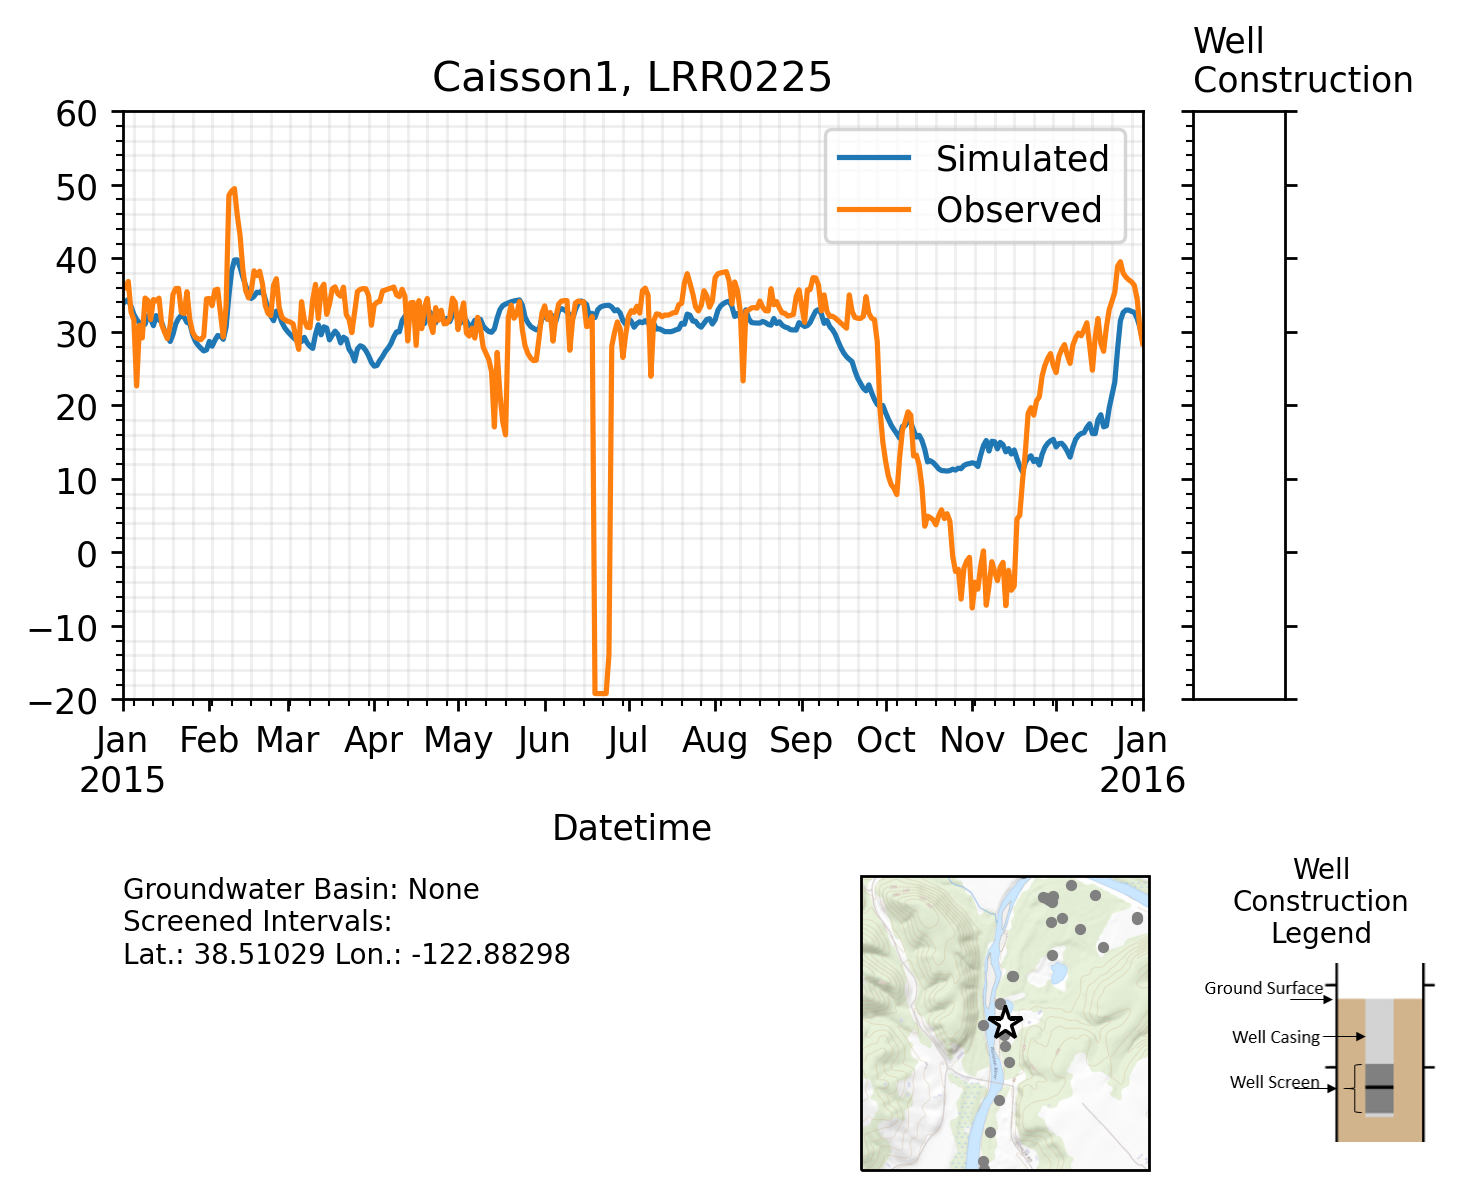 Caisson1, LRR0225
Well
Construction
60
50
40
30
20
10
0
−10
−20
Simulated
Observed
Jan
2015
Feb
Mar
Apr
May
Jun
Jul
Aug
Sep
Oct
Nov
Dec
Jan
2016
Datetime
Groundwater Basin: None
Screened Intervals:
Lat.: 38.51029 Lon.: -122.88298
Well
Construction
Legend
Ground Surface
Well Casing
Well Screen